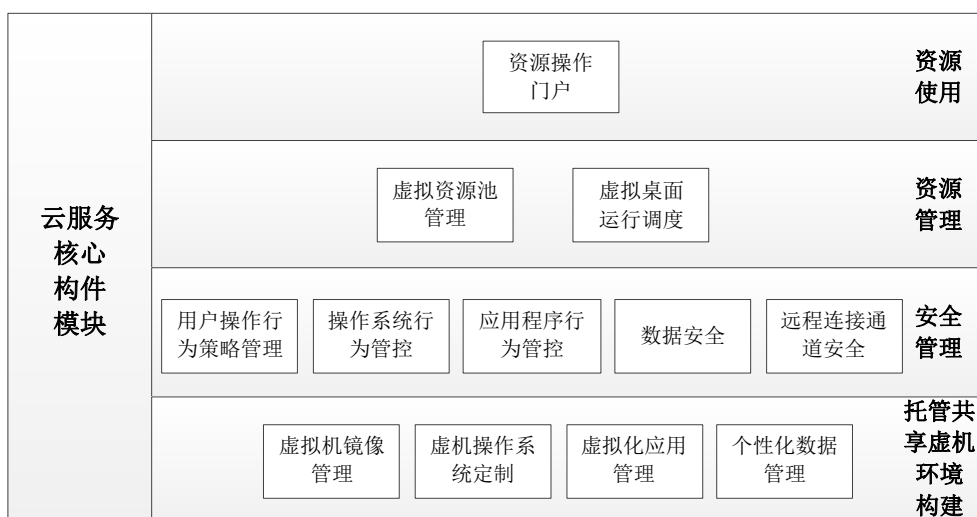 云服务
核心
构件
模块
资源操作
门户
资源
使用
虚拟资源池
管理
虚拟桌面
运行调度
资源
管理
用户操作行
为策略管理
操作系统行
为管控
应用程序行
为管控
数据安全
远程连接通
道安全
安全
管理
虚拟机镜像
管理
虚机操作系
统定制
虚拟化应用
管理
个性化数据
管理
托管共
享虚机
环境
构建